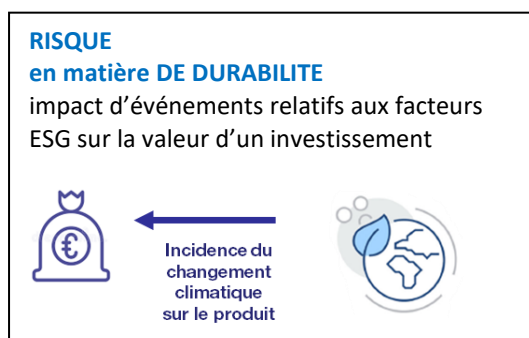 RISQUE
en matière DE DURABILITE
impact d’événements relatifs aux facteurs
ESG sur la valeur d’un investissement
€
Incidence du
changement
climatique
sur le produit